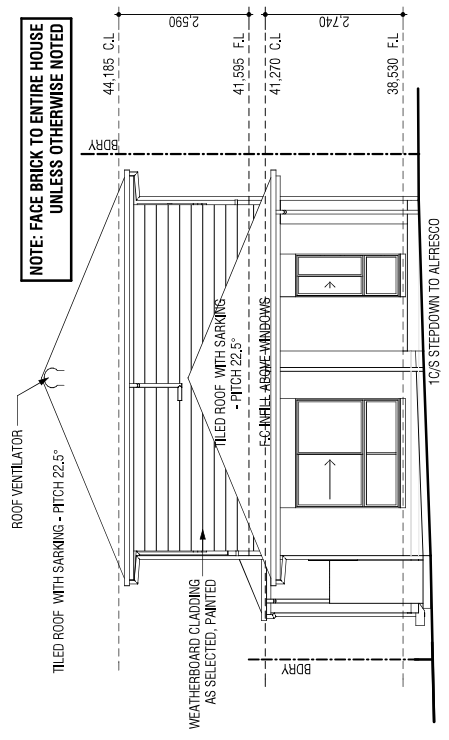 NOTE: FACE BRICK TO ENTIRE HOUSE
UNLESS OTHERWISE NOTED
ROOF VENTILATOR
TILED ROOF WITH SARKING - PITCH 22.5°
44,185 C.L
2,590
41,595 F.L
41,270 C.L
2,740
38,530 F.L
BDRY
TILED ROOF WITH SARKING
- PITCH 22.5°
F.C INFILL ABOVE WINDOWS
WEATHERBOARD CLADDING
AS SELECTED, PAINTED
BDRY
1C/S STEPDOWN TO ALFRESCO